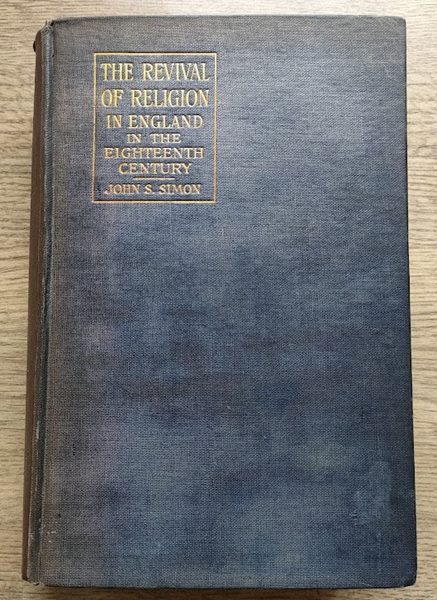 THE REVIVAL
OF RELIGION
IN ENGLAND
IN THE
EIGHTEENTH
CENTURY
JOHN S. SIMON